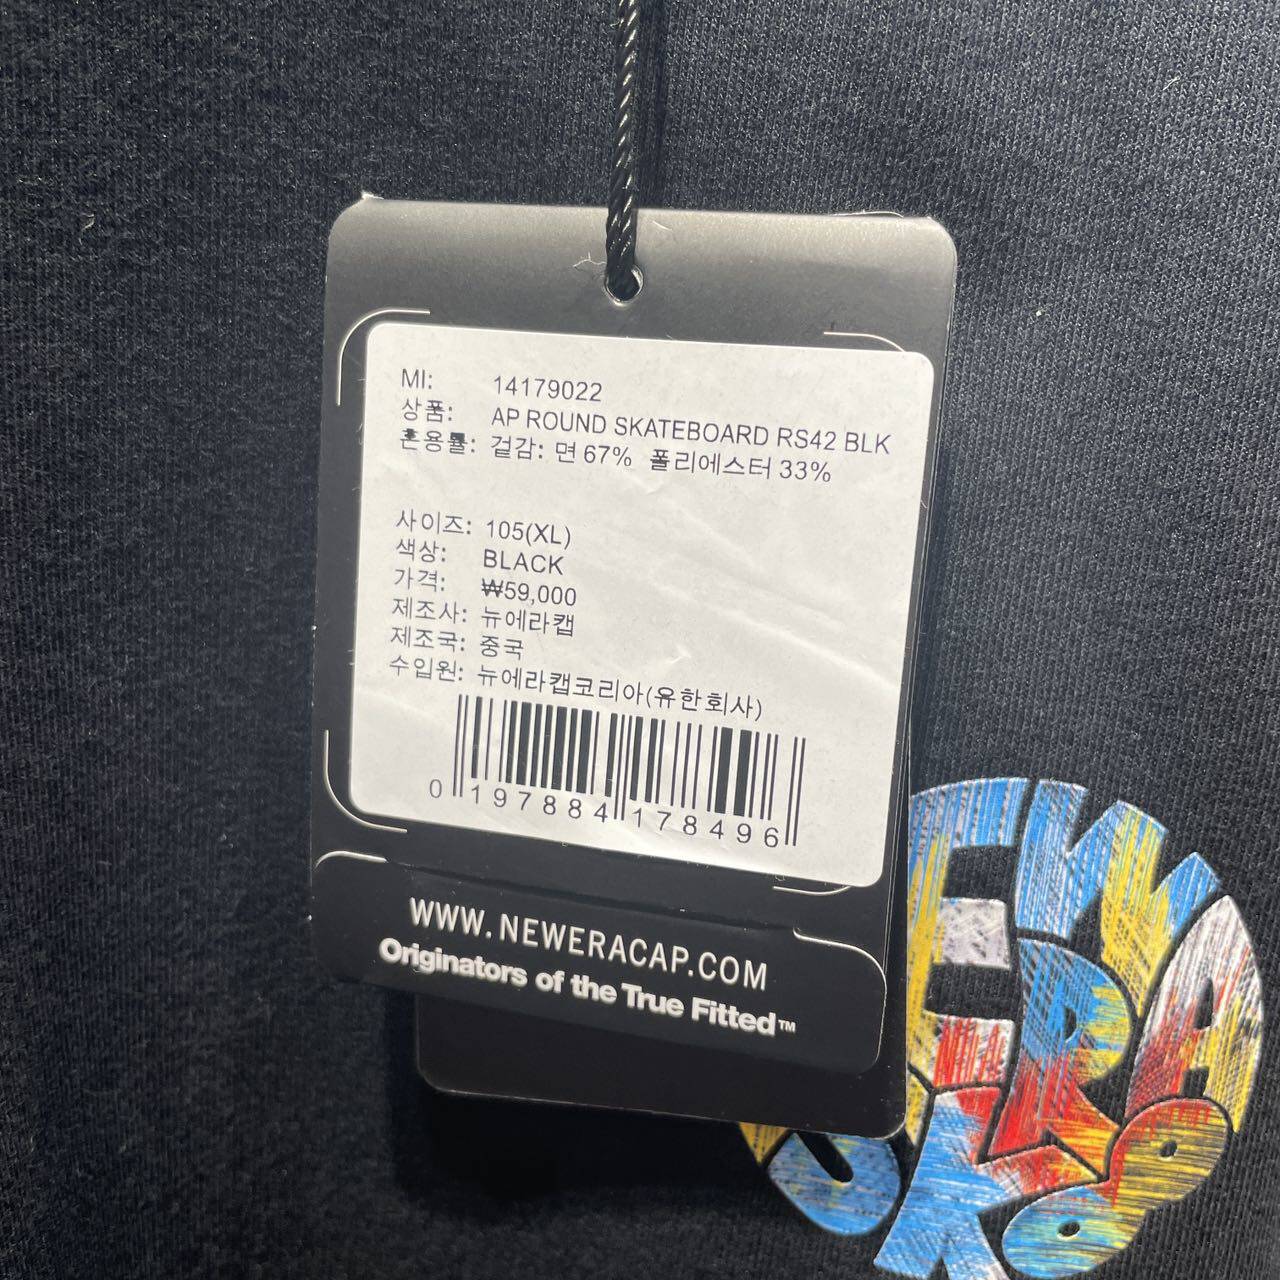 MI: 14179022
상품: AP ROUND SKATEBOARD RS42 BLK
혼용률: 겉감: 면 67% 폴리에스터 33%
사이즈: 105(XL)
색상: BLACK
가격: ₩59,000
제조사: 뉴에라캡
제조국: 중국
수입원: 뉴에라캡코리아(유한회사)
0 197884 178496
WWW.NEWERACAP.COM
Originators of the True Fitted™